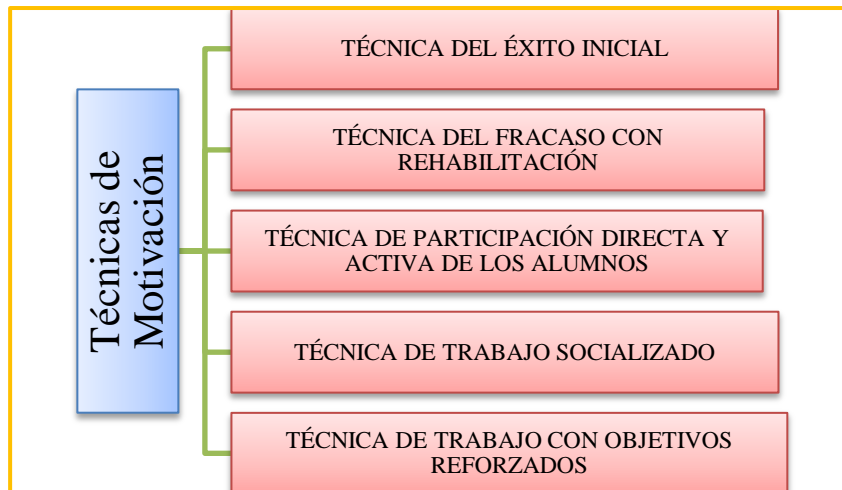 Técnicas de
Motivación
TÉCNICA DEL ÉXITO INICIAL
TÉCNICA DEL FRACASO CON
REHABILITACIÓN
TÉCNICA DE PARTICIPACIÓN DIRECTA Y
ACTIVA DE LOS ALUMNOS
TÉCNICA DE TRABAJO SOCIALIZADO
TÉCNICA DE TRABAJO CON OBJETIVOS
REFORZADOS